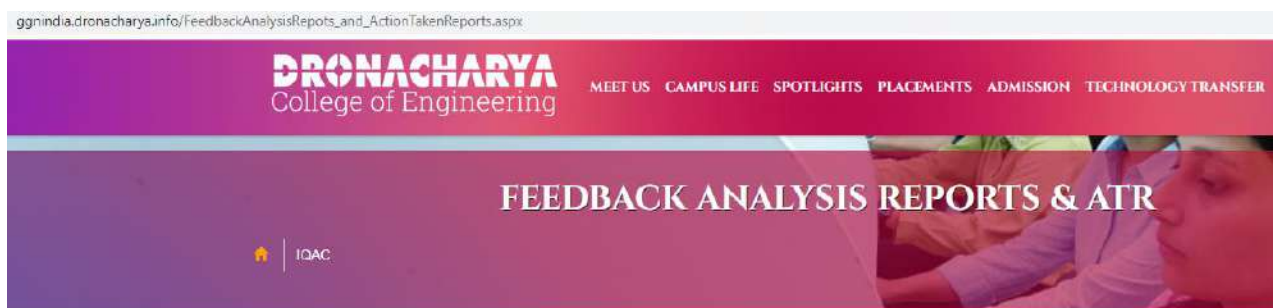 ggnindia.dronacharya.info/FeedbackAnalysisRepots_and_ActionTakenReports.aspx
DRONACHARYA
College of Engineering
MEET US CAMPUS LIFE SPOTLIGHTS PLACEMENTS ADMISSION TECHNOLOGY TRANSFER
FEEDBACK ANALYSIS REPORTS & ATR
IQAC